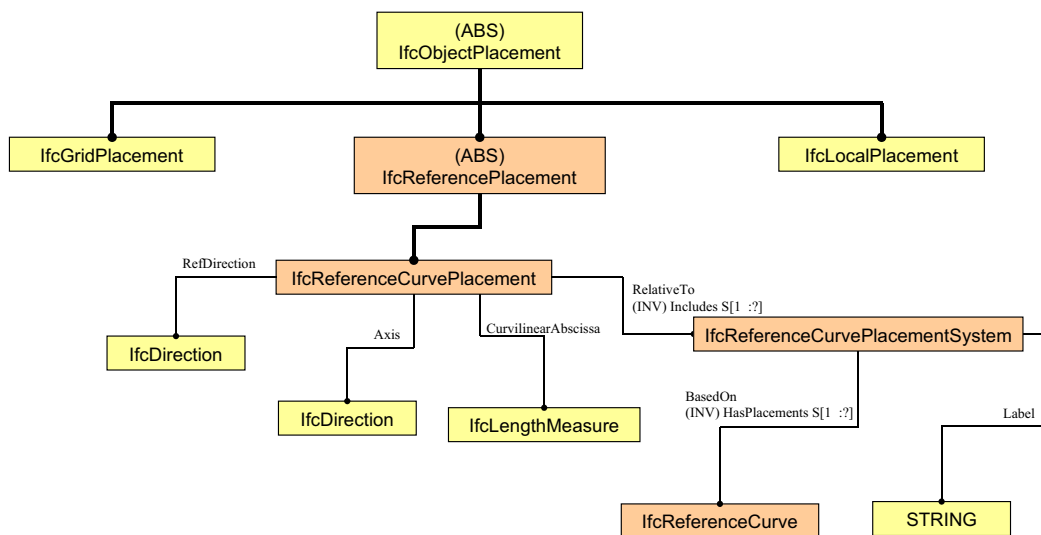 (ABS)
IfcObjectPlacement
IfcGridPlacement
(ABS)
IfcReferencePlacement
IfcLocalPlacement
RefDirection
IfcReferenceCurvePlacement
RelativeTo
(INV) Includes S[1 :?]
Axis
CurvilinearAbscissa
IfcReferenceCurvePlacementSystem
IfcDirection
BasedOn
(INV) HasPlacements S[1 :?]
IfcDirection
IfcLengthMeasure
Label
IfcReferenceCurve
STRING